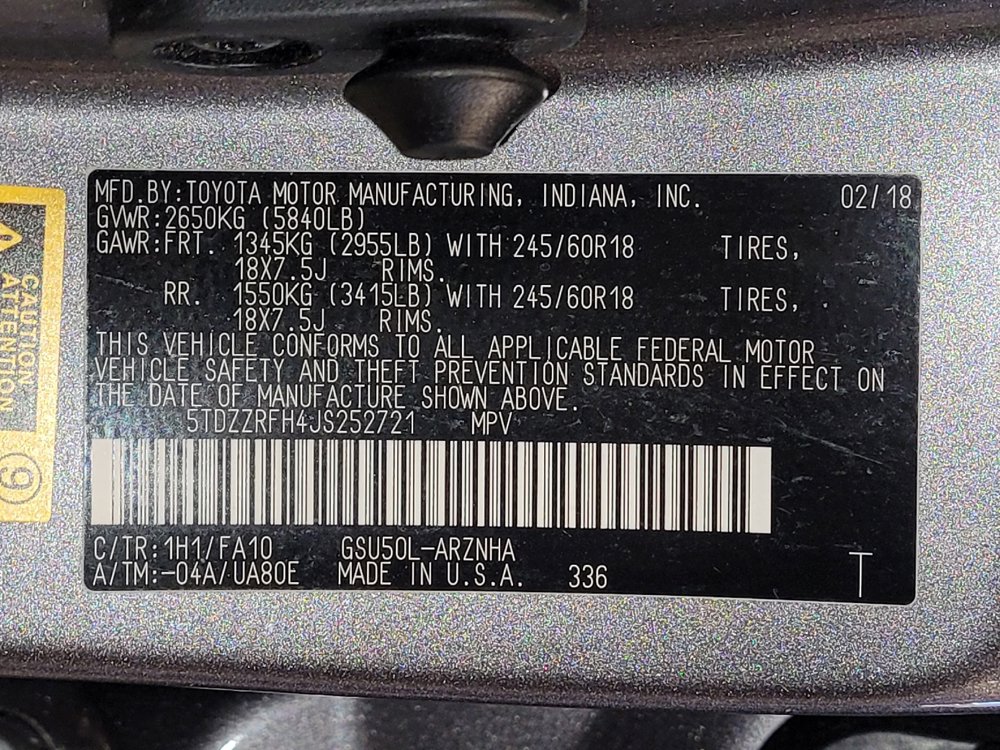 MFD.BY:TOYOTA MOTOR MANUFACTURING, INDIANA, INC. 02/18
GVWR:2650KG (5840LB)
GAWR:FRT. 1345KG (2955LB) WITH 245/60R18 TIRES,
18X7.5J RIMS.
RR. 1550KG (3415LB) WITH 245/60R18 TIRES,
18X7.5J RIMS.
THIS VEHICLE CONFORMS TO ALL APPLICABLE FEDERAL MOTOR
VEHICLE SAFETY AND THEFT PREVENTION STANDARDS IN EFFECT ON
THE DATE OF MANUFACTURE SHOWN ABOVE.
5TDZZRFH4JS252721 MPV
C/TR:1H1/FA10 GSU50L-ARZNHA
A/TM:-04A/UA80E MADE IN U.S.A. 336 T
CAUTION
ATTENTION
9